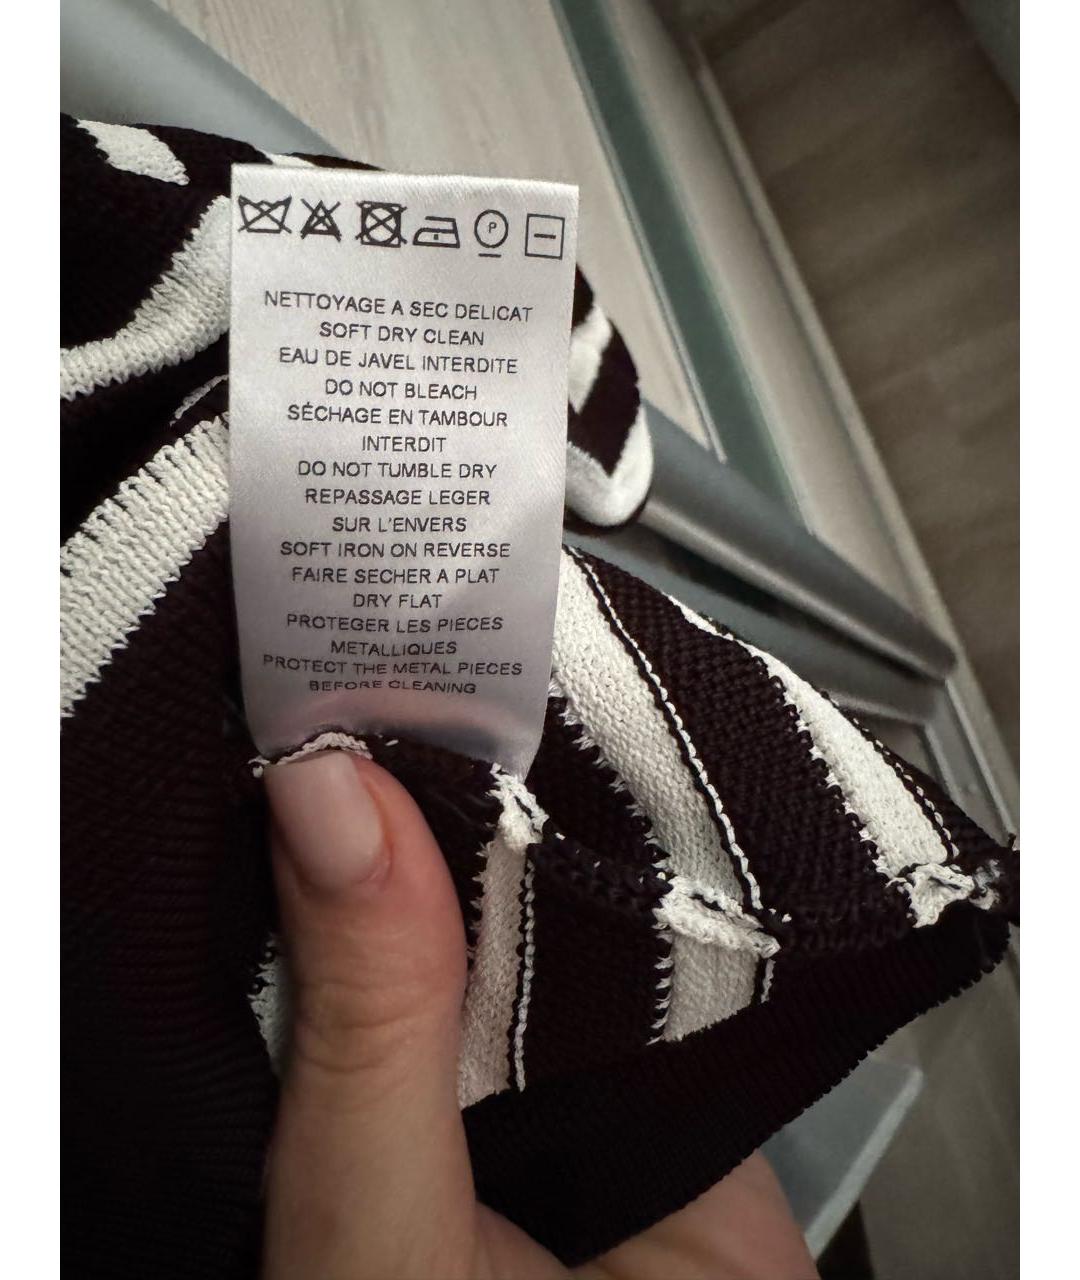 P
NETTOYAGE A SEC DELICAT
SOFT DRY CLEAN
EAU DE JAVEL INTERDITE
DO NOT BLEACH
SÉCHAGE EN TAMBOUR
INTERDIT
DO NOT TUMBLE DRY
REPASSAGE LEGER
SUR L'ENVERS
SOFT IRON ON REVERSE
FAIRE SECHER A PLAT
DRY FLAT
PROTEGER LES PIECES
METALLIQUES
PROTECT THE METAL PIECES
BEFORE CLEANING